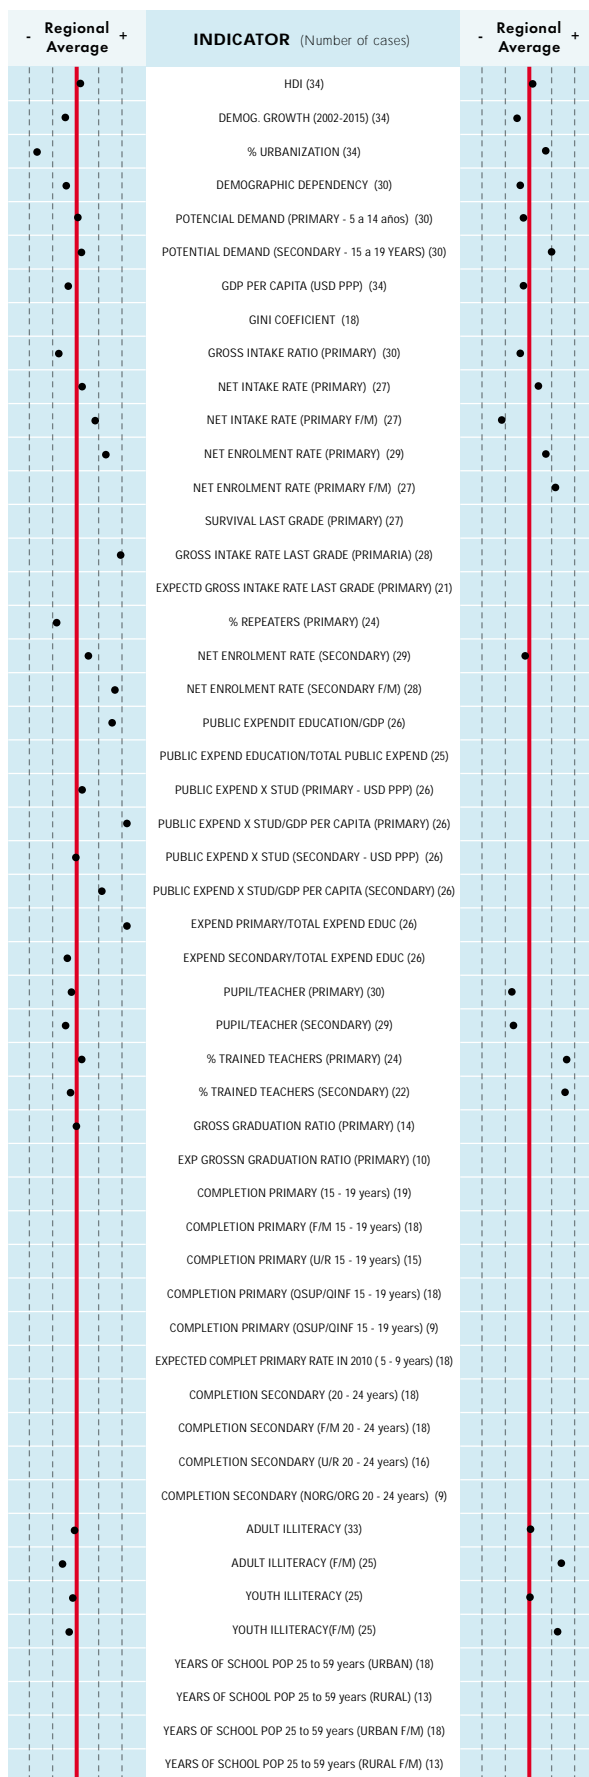 - Regional Average +
INDICATOR (Number of cases)
- Regional Average +
HDI (34)
DEMOG. GROWTH (2002-2015) (34)
% URBANIZATION (34)
DEMOGRAPHIC DEPENDENCY (30)
POTENCIAL DEMAND (PRIMARY - 5 a 14 años) (30)
POTENTIAL DEMAND (SECONDARY - 15 a 19 YEARS) (30)
GDP PER CAPITA (USD PPP) (34)
GINI COEFICIENT (18)
GROSS INTAKE RATIO (PRIMARY) (30)
NET INTAKE RATE (PRIMARY) (27)
NET INTAKE RATE (PRIMARY F/M) (27)
NET ENROLMENT RATE (PRIMARY) (29)
NET ENROLMENT RATE (PRIMARY F/M) (27)
SURVIVAL LAST GRADE (PRIMARY) (27)
GROSS INTAKE RATE LAST GRADE (PRIMARIA) (28)
EXPECTD GROSS INTAKE RATE LAST GRADE (PRIMARY) (21)
% REPEATERS (PRIMARY) (24)
NET ENROLMENT RATE (SECONDARY) (29)
NET ENROLMENT RATE (SECONDARY F/M) (28)
PUBLIC EXPENDIT EDUCATION/GDP (26)
PUBLIC EXPEND EDUCATION/TOTAL PUBLIC EXPEND (25)
PUBLIC EXPEND X STUD (PRIMARY - USD PPP) (26)
PUBLIC EXPEND X STUD/GDP PER CAPITA (PRIMARY) (26)
PUBLIC EXPEND X STUD (SECONDARY - USD PPP) (26)
PUBLIC EXPEND X STUD/GDP PER CAPITA (SECONDARY) (26)
EXPEND PRIMARY/TOTAL EXPEND EDUC (26)
EXPEND SECONDARY/TOTAL EXPEND EDUC (26)
PUPIL/TEACHER (PRIMARY) (30)
PUPIL/TEACHER (SECONDARY) (29)
% TRAINED TEACHERS (PRIMARY) (24)
% TRAINED TEACHERS (SECONDARY) (22)
GROSS GRADUATION RATIO (PRIMARY) (14)
EXP GROSSN GRADUATION RATIO (PRIMARY) (10)
COMPLETION PRIMARY (15 - 19 years) (19)
COMPLETION PRIMARY (F/M 15 - 19 years) (18)
COMPLETION PRIMARY (U/R 15 - 19 years) (15)
COMPLETION PRIMARY (QSUP/QINF 15 - 19 years) (18)
COMPLETION PRIMARY (QSUP/QINF 15 - 19 years) (9)
EXPECTED COMPLET PRIMARY RATE IN 2010 ( 5 - 9 years) (18)
COMPLETION SECONDARY (20 - 24 years) (18)
COMPLETION SECONDARY (F/M 20 - 24 years) (18)
COMPLETION SECONDARY (U/R 20 - 24 years) (16)
COMPLETION SECONDARY (NORG/ORG 20 - 24 years) (9)
ADULT ILLITERACY (33)
ADULT ILLITERACY (F/M) (25)
YOUTH ILLITERACY (25)
YOUTH ILLITERACY(F/M) (25)
YEARS OF SCHOOL POP 25 to 59 years (URBAN) (18)
YEARS OF SCHOOL POP 25 to 59 years (RURAL) (13)
YEARS OF SCHOOL POP 25 to 59 years (URBAN F/M) (18)
YEARS OF SCHOOL POP 25 to 59 years (RURAL F/M) (13)